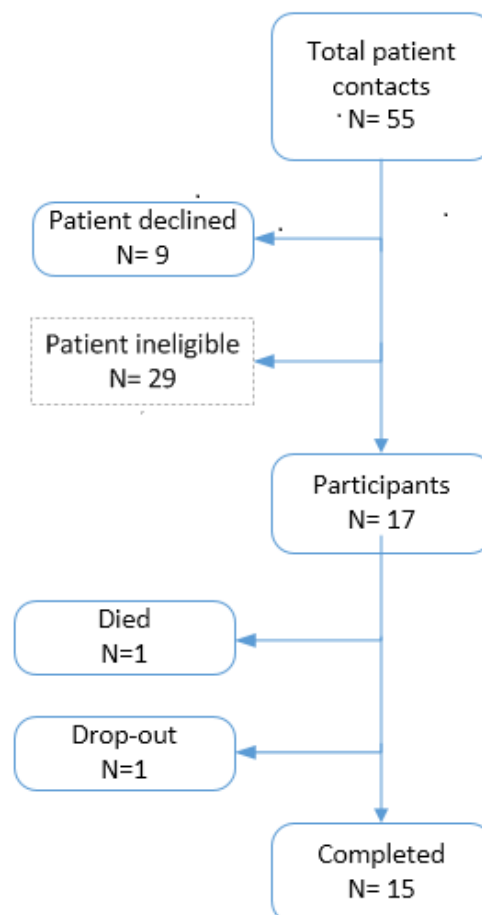 Total patient
contacts
N= 55
Patient declined
N= 9
Patient ineligible
N= 29
Participants
N= 17
Died
N=1
Drop-out
N=1
Completed
N= 15